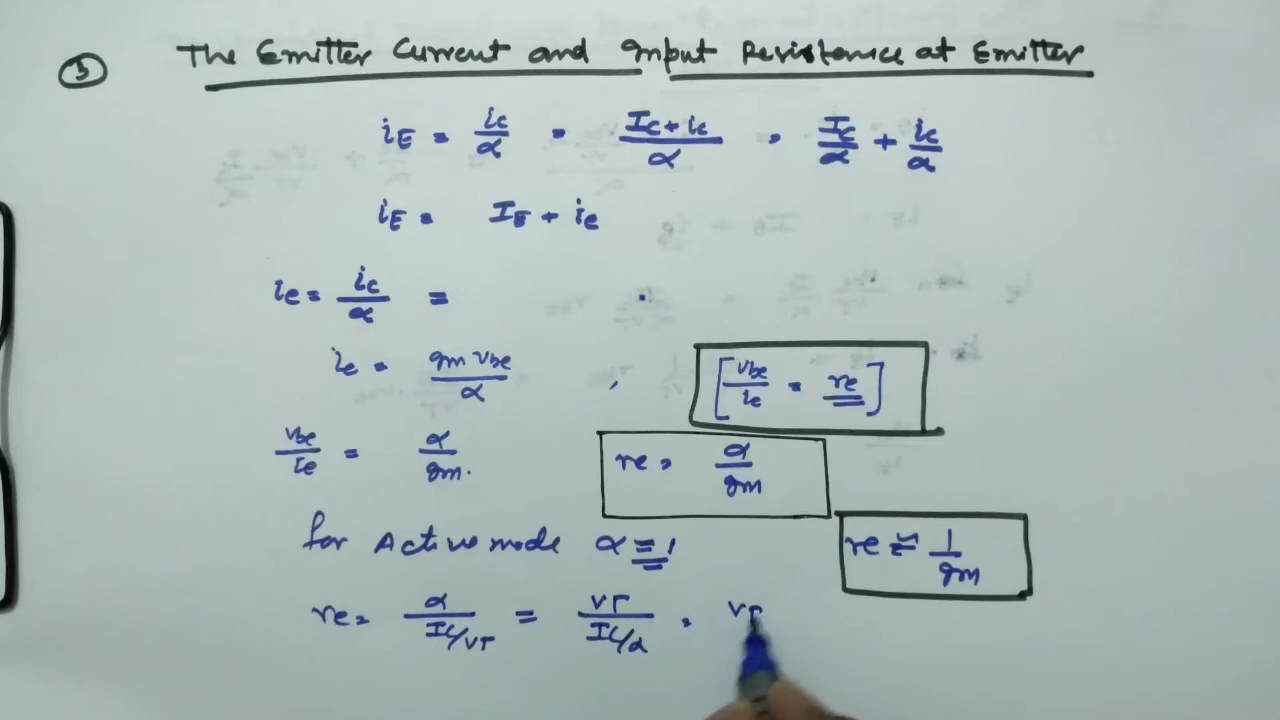 5 The Emitter Current and Input Resistance at Emitter
iE = ic/α = Ic + ic/α = Ic/α + ic/α
iE = IE + ie
ie = ic/α =
ie = gm vbe/α , [vbe/ie = re]
vbe/ie = α/gm. re = α/gm
for Active mode α ≅ 1 re ≅ 1/gm
re = α/Ic/VT = VT/Ic/α = VT